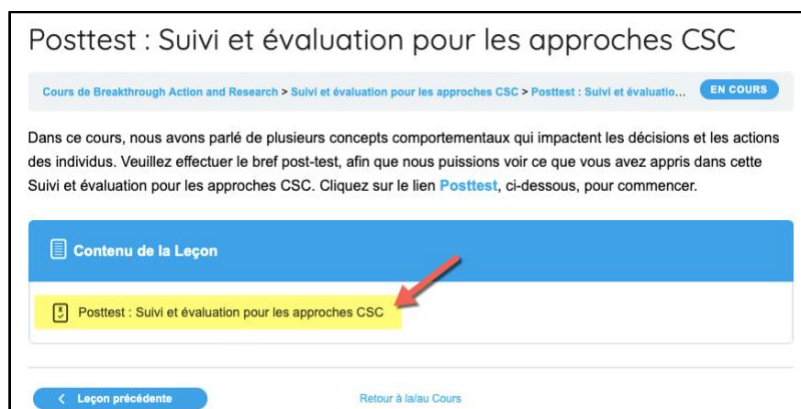 Posttest : Suivi et évaluation pour les approches CSC
Cours de Breakthrough Action and Research > Suivi et évaluation pour les approches CSC > Posttest : Suivi et évaluatio... EN COURS
Dans ce cours, nous avons parlé de plusieurs concepts comportementaux qui impactent les décisions et les actions
des individus. Veuillez effectuer le bref post-test, afin que nous puissions voir ce que vous avez appris dans cette
Suivi et évaluation pour les approches CSC. Cliquez sur le lien Posttest, ci-dessous, pour commencer.
Contenu de la Leçon
Posttest : Suivi et évaluation pour les approches CSC
< Leçon précédente Retour à la/au Cours